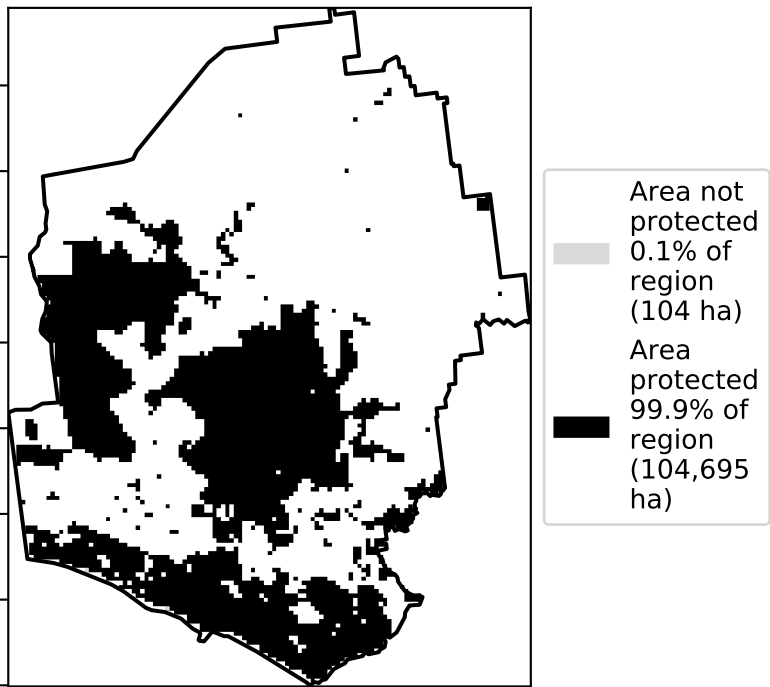 Area not
protected
0.1% of
region
(104 ha)
Area
protected
99.9% of
region
(104,695
ha)